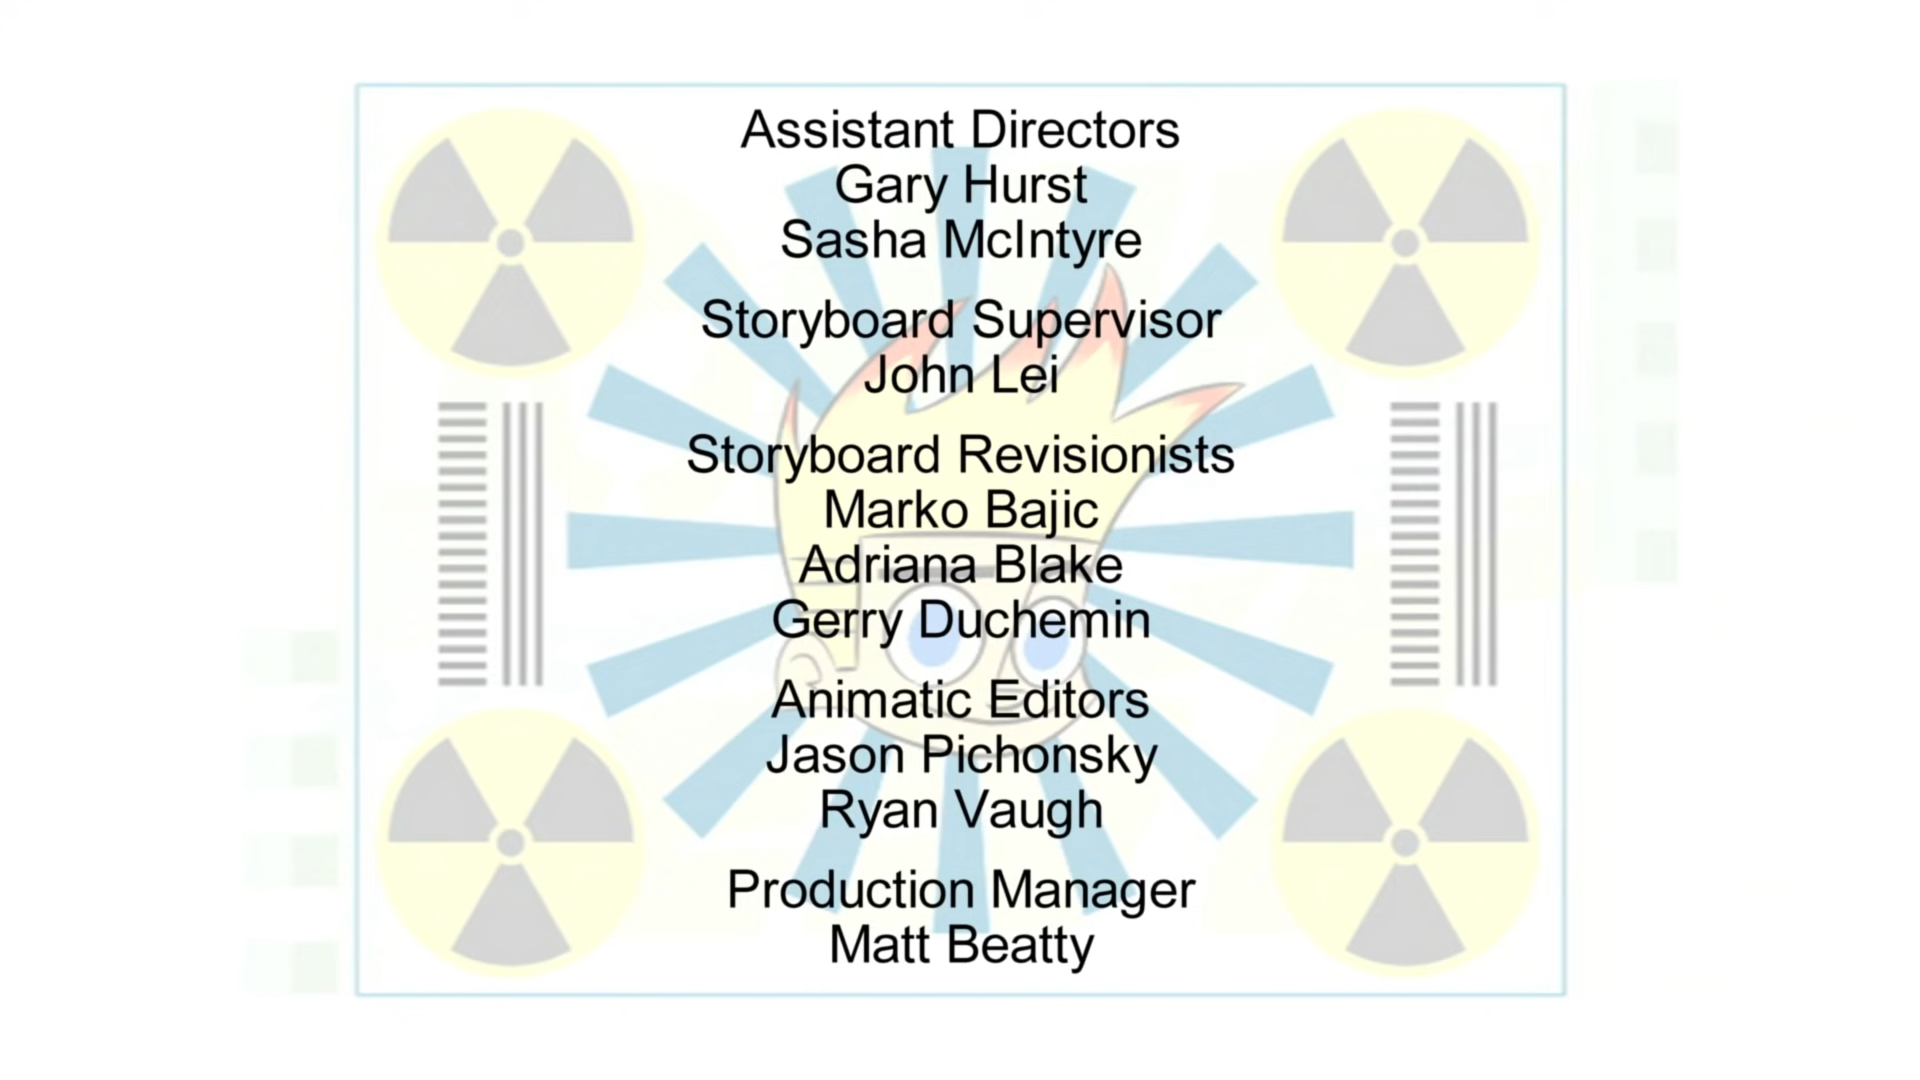 Assistant Directors
Gary Hurst
Sasha McIntyre
Storyboard Supervisor
John Lei
Storyboard Revisionists
Marko Bajic
Adriana Blake
Gerry Duchemin
Animatic Editors
Jason Pichonsky
Ryan Vaugh
Production Manager
Matt Beatty